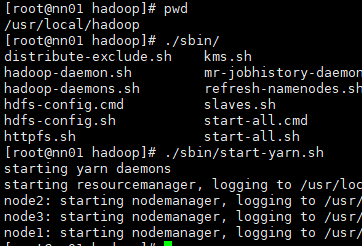 [root@nn01 hadoop]# pwd
/usr/local/hadoop
[root@nn01 hadoop]# ./sbin/
distribute-exclude.sh kms.sh
hadoop-daemon.sh mr-jobhistory-daemon
hadoop-daemons.sh refresh-namenodes.sh
hdfs-config.cmd slaves.sh
hdfs-config.sh start-all.cmd
httpfs.sh start-all.sh
[root@nn01 hadoop]# ./sbin/start-yarn.sh
starting yarn daemons
starting resourcemanager, logging to /usr/loc
node2: starting nodemanager, logging to /usr/
node3: starting nodemanager, logging to /usr/
node1: starting nodemanager, logging to /usr/
[root@nn01 hadoop]#